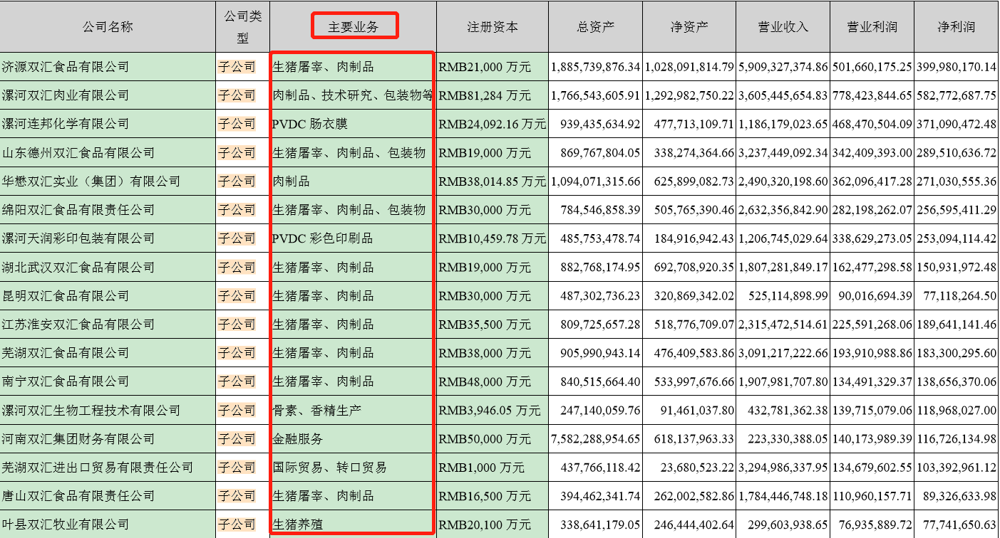 公司名称 公司类型 主要业务 注册资本 总资产 净资产 营业收入 营业利润 净利润
济源双汇食品有限公司 子公司 生猪屠宰、肉制品 RMB21,000 万元 1,885,739,876.34 1,028,091,814.79 5,909,327,374.86 501,660,175.25 399,980,170.14
漯河双汇肉业有限公司 子公司 肉制品、技术研究、包装物等 RMB81,284 万元 1,766,543,605.91 1,292,982,750.22 3,605,445,654.83 778,423,844.65 582,772,687.75
漯河连邦化学有限公司 子公司 PVDC 肠衣膜 RMB24,092.16 万元 939,435,634.92 477,713,109.71 1,186,179,023.65 468,470,504.09 371,090,472.48
山东德州双汇食品有限公司 子公司 生猪屠宰、肉制品、包装物 RMB19,000 万元 869,767,804.05 338,274,364.66 3,237,449,092.34 342,409,393.00 289,510,636.72
华懋双汇实业（集团）有限公司 子公司 肉制品 RMB38,014.85 万元 1,094,071,315.66 625,899,082.73 2,490,320,198.60 362,096,417.28 271,030,555.36
绵阳双汇食品有限责任公司 子公司 生猪屠宰、肉制品、包装物 RMB30,000 万元 784,546,858.39 505,765,390.46 2,632,356,842.90 282,198,262.07 256,595,411.29
漯河天润彩印包装有限公司 子公司 PVDC 彩色印刷品 RMB10,459.78 万元 485,753,478.74 184,916,942.43 1,206,745,029.64 338,629,273.05 253,094,114.42
湖北武汉双汇食品有限公司 子公司 生猪屠宰、肉制品 RMB19,000 万元 882,768,174.95 692,708,920.35 1,807,281,849.17 162,477,298.58 150,931,972.48
昆明双汇食品有限公司 子公司 生猪屠宰、肉制品 RMB30,000 万元 487,302,736.23 320,869,342.02 525,114,898.99 90,016,694.39 77,118,264.50
江苏淮安双汇食品有限公司 子公司 生猪屠宰、肉制品 RMB35,500 万元 809,725,657.28 518,776,709.07 2,315,472,514.61 225,591,268.06 189,641,141.46
芜湖双汇食品有限公司 子公司 生猪屠宰、肉制品 RMB38,000 万元 905,990,943.14 476,409,583.86 3,091,217,222.66 193,910,988.86 183,300,295.60
南宁双汇食品有限公司 子公司 生猪屠宰、肉制品 RMB48,000 万元 840,515,664.40 533,997,676.66 1,907,981,707.80 134,491,329.37 138,656,370.06
漯河双汇生物工程技术有限公司 子公司 骨素、香精生产 RMB3,946.05 万元 247,140,059.76 91,461,037.80 432,781,362.38 139,715,079.06 118,968,027.00
河南双汇集团财务有限公司 子公司 金融服务 RMB50,000 万元 7,582,288,954.65 618,137,963.33 223,330,388.05 140,173,989.39 116,726,134.98
芜湖双汇进出口贸易有限责任公司 子公司 国际贸易、转口贸易 RMB1,000 万元 437,766,118.42 23,680,523.22 3,294,986,337.95 134,679,602.55 103,392,961.12
唐山双汇食品有限责任公司 子公司 生猪屠宰、肉制品 RMB16,500 万元 394,462,341.74 262,002,582.86 1,784,446,748.18 110,960,157.71 89,326,633.98
叶县双汇牧业有限公司 子公司 生猪养殖 RMB20,100 万元 338,641,179.05 246,444,402.64 299,603,938.65 76,935,889.72 77,741,650.63